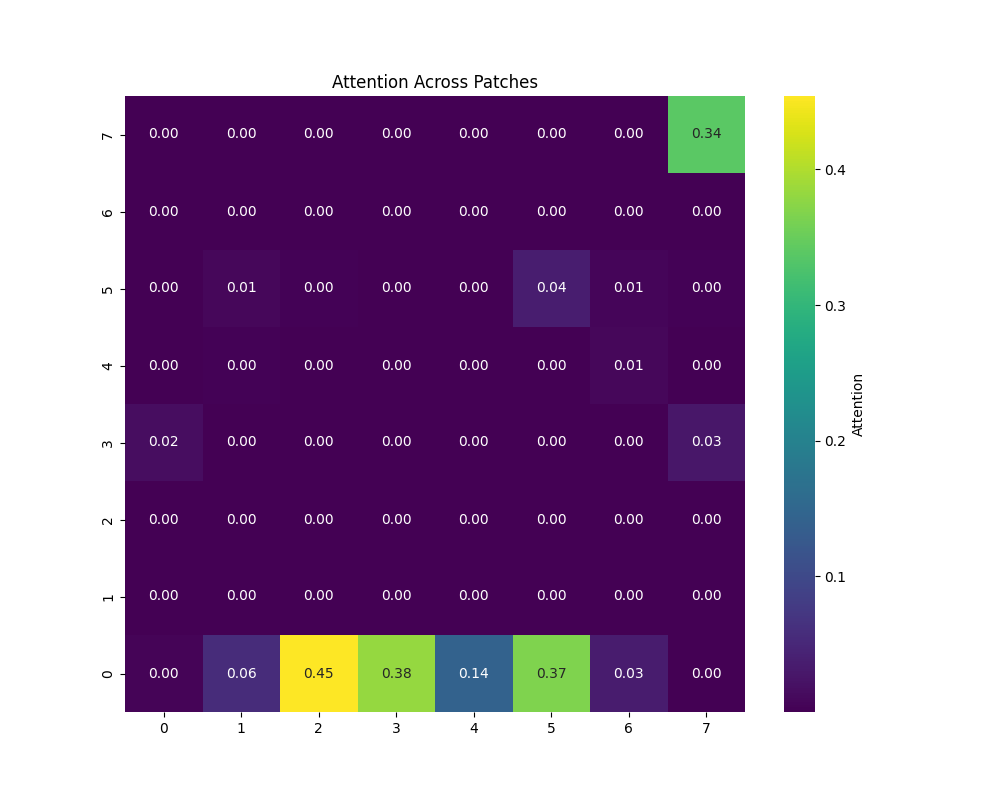 Attention Across Patches
7 0.00 0.00 0.00 0.00 0.00 0.00 0.00 0.34
6 0.00 0.00 0.00 0.00 0.00 0.00 0.00 0.00
5 0.00 0.01 0.00 0.00 0.00 0.04 0.01 0.00
4 0.00 0.00 0.00 0.00 0.00 0.00 0.01 0.00
3 0.02 0.00 0.00 0.00 0.00 0.00 0.00 0.03
2 0.00 0.00 0.00 0.00 0.00 0.00 0.00 0.00
1 0.00 0.00 0.00 0.00 0.00 0.00 0.00 0.00
0 0.00 0.06 0.45 0.38 0.14 0.37 0.03 0.00
0 1 2 3 4 5 6 7
0.4
0.3
0.2
0.1
Attention